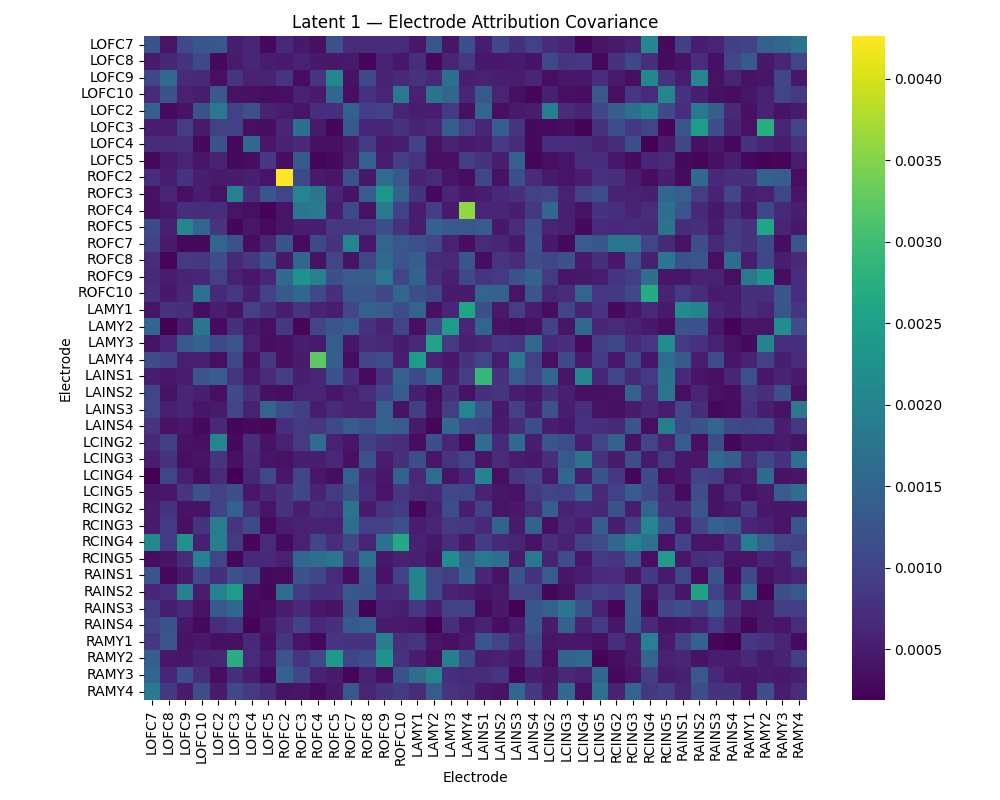 Latent 1 — Electrode Attribution Covariance
LOFC7
LOFC8
LOFC9
LOFC10
LOFC2
LOFC3
LOFC4
LOFC5
ROFC2
ROFC3
ROFC4
ROFC5
ROFC7
ROFC8
ROFC9
ROFC10
LAMY1
LAMY2
LAMY3
LAMY4
LAINS1
LAINS2
LAINS3
LAINS4
LCING2
LCING3
LCING4
LCING5
RCING2
RCING3
RCING4
RCING5
RAINS1
RAINS2
RAINS3
RAINS4
RAMY1
RAMY2
RAMY3
RAMY4
Electrode
LOFC7
LOFC8
LOFC9
LOFC10
LOFC2
LOFC3
LOFC4
LOFC5
ROFC2
ROFC3
ROFC4
ROFC5
ROFC7
ROFC8
ROFC9
ROFC10
LAMY1
LAMY2
LAMY3
LAMY4
LAINS1
LAINS2
LAINS3
LAINS4
LCING2
LCING3
LCING4
LCING5
RCING2
RCING3
RCING4
RCING5
RAINS1
RAINS2
RAINS3
RAINS4
RAMY1
RAMY2
RAMY3
RAMY4
Electrode
0.0040
0.0035
0.0030
0.0025
0.0020
0.0015
0.0010
0.0005